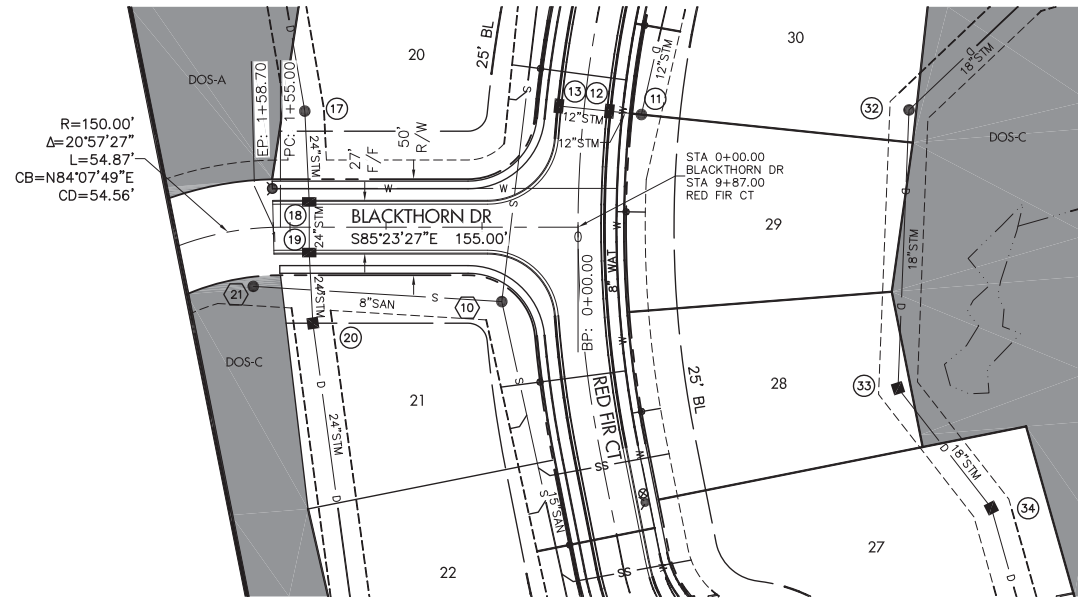 20
25' BL
30
DOS-A
EP: 1+58.70
PC: 1+55.00
17
12"STM
13
12
11
12"STM
12"STM
32
18"STM
DOS-C
R=150.00'
Δ=20°57'27"
L=54.87'
CB=N84°07'49"E
CD=54.56'
24"STM
27'
F/F
50'
R/W
STA 0+00.00
BLACKTHORN DR
STA 9+87.00
RED FIR CT
18
19
24"STM
BLACKTHORN DR
S85°23'27"E 155.00'
29
18"STM
8" WAT
BP: 0+00.00
21
24"STM
8"SAN
S
10
20
DOS-C
21
RED FIR CT
25' BL
28
33
18"STM
34
24"STM
SS
15"SAN
27
22
SS
D
D
D
D
D
D
D
D
S
S
S
S
S
W
W
W
W
W
W
W
W
O